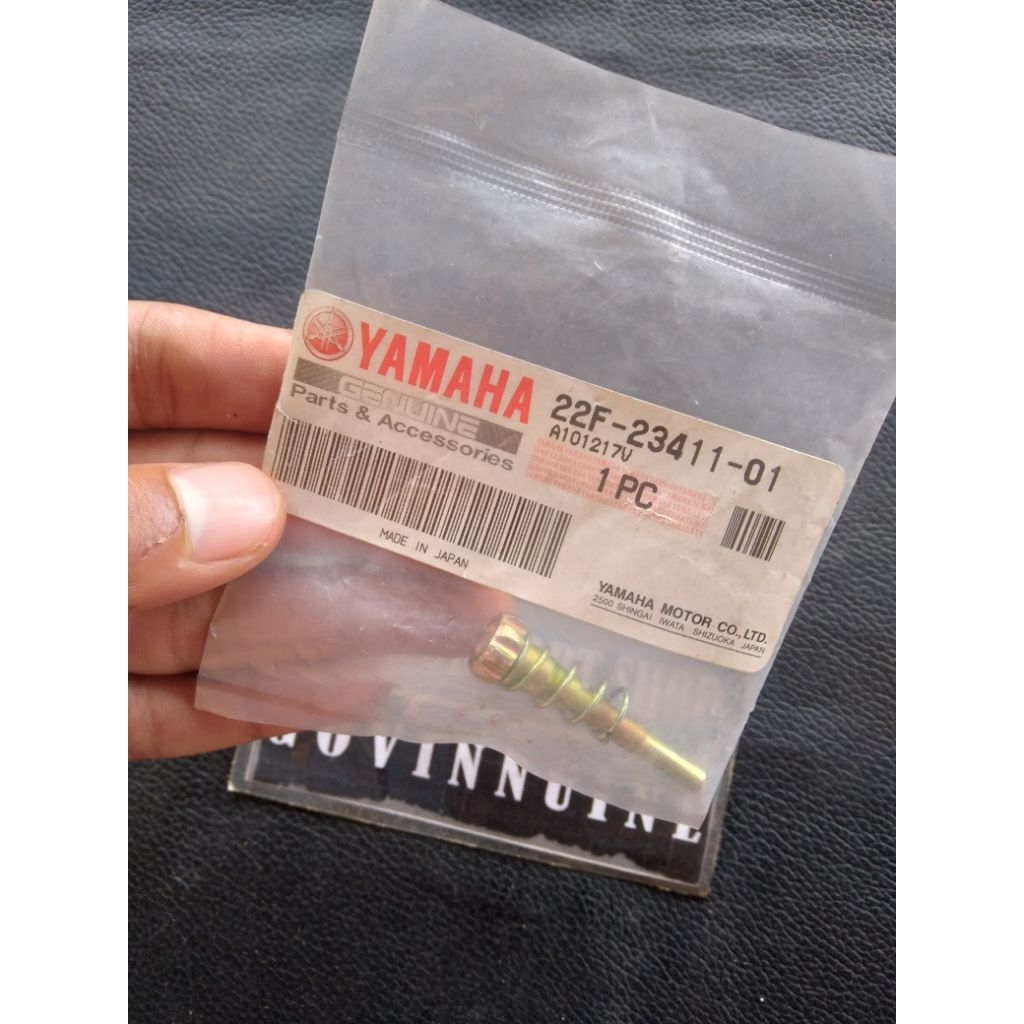 YAMAHA
GENUINE
Parts & Accessories
22F-23411-01
A101217V
1 PC
MADE IN JAPAN
YAMAHA MOTOR CO., LTD.
2500 SHINGAI IWATA SHIZUOKA JAPAN
GOVINNUINE